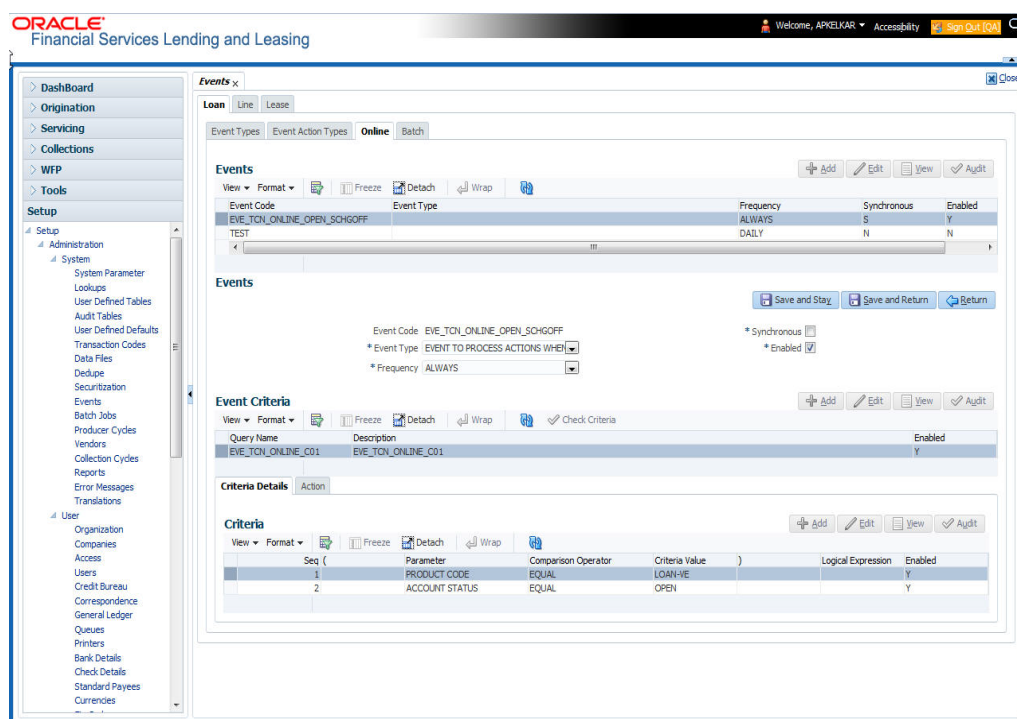 ORACLE
Financial Services Lending and Leasing
Welcome, APKELKAR Accessibility Sign Out [QA]
DashBoard
Origination
Servicing
Collections
WFP
Tools
Setup
Setup
Administration
System
System Parameter
Lookups
User Defined Tables
Audit Tables
User Defined Defaults
Transaction Codes
Data Files
Dedupe
Securitization
Events
Batch Jobs
Producer Cycles
Vendors
Collection Cycles
Reports
Error Messages
Translations
User
Organization
Companies
Access
Users
Credit Bureau
Correspondence
General Ledger
Queues
Printers
Bank Details
Check Details
Standard Payees
Currencies
Events Close
Loan Line Lease
Event Types Event Action Types Online Batch
Events Add Edit View Audit
View Format Freeze Detach Wrap
Event Code Event Type Frequency Synchronous Enabled
EVE_TCN_ONLINE_OPEN_SCHGOFF ALWAYS S Y
TEST DAILY N N
Events
Save and Stay Save and Return Return
Event Code EVE_TCN_ONLINE_OPEN_SCHGOFF * Synchronous
* Event Type EVENT TO PROCESS ACTIONS WHEN * Enabled
* Frequency ALWAYS
Event Criteria Add Edit View Audit
View Format Freeze Detach Wrap Check Criteria
Query Name Description Enabled
EVE_TCN_ONLINE_C01 EVE_TCN_ONLINE_C01 Y
Criteria Details Action
Criteria Add Edit View Audit
View Format Freeze Detach Wrap
Seq ( Parameter Comparison Operator Criteria Value ) Logical Expression Enabled
1 PRODUCT CODE EQUAL LOAN-VE Y
2 ACCOUNT STATUS EQUAL OPEN Y